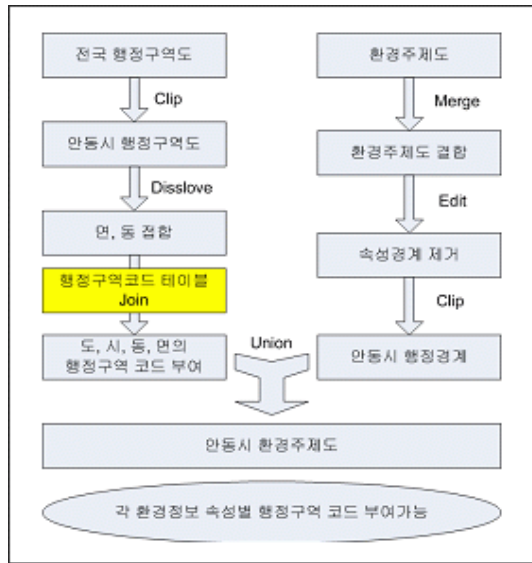 전국 행정구역도
Clip
안동시 행정구역도
Disslove
면, 동 접합
행정구역코드 테이블
Join
도, 시, 동, 면의
행정구역 코드 부여
환경주제도
Merge
환경주제도 결합
Edit
속성경계 제거
Clip
안동시 행정경계
Union
안동시 환경주제도
각 환경정보 속성별 행정구역 코드 부여가능